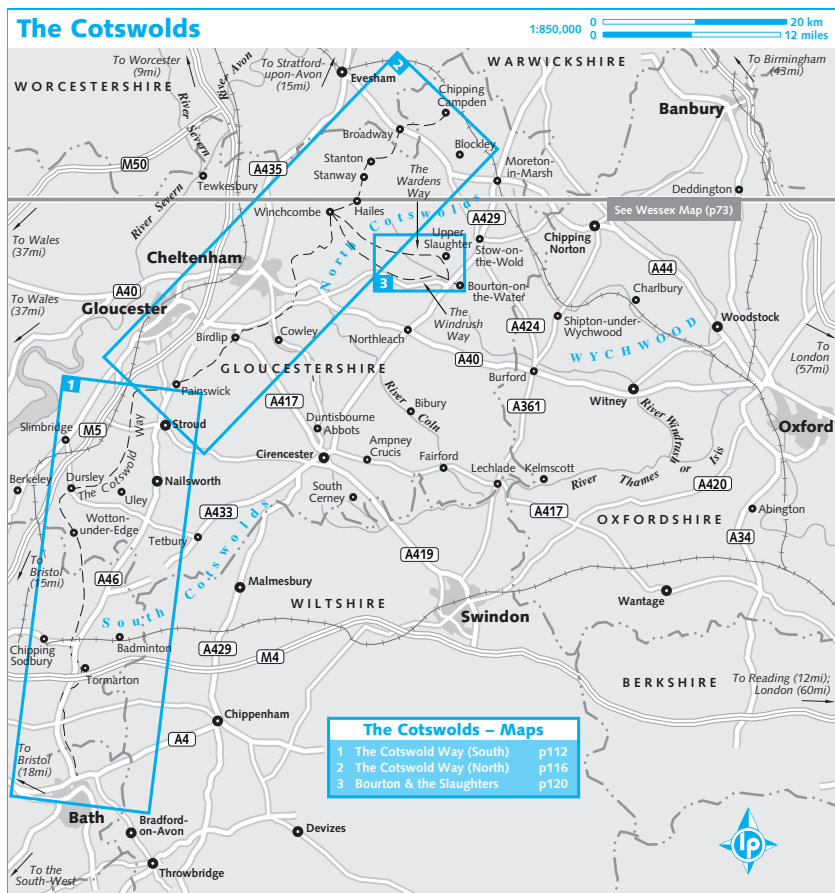 The Cotswolds
1:850,000
0 20 km
0 12 miles
To Worcester
(9mi)
River Avon
To Stratford-
upon-Avon
(15mi)
Evesham
2
WARWICKSHIRE
To Birmingham
(43mi)
WORCESTERSHIRE
River Severn
Chipping
Campden
Banbury
Broadway
Blockley
M50
A435
Stanton
Stanway
The
Wardens
Way
Moreton-
in-Marsh
Tewkesbury
River Severn
Deddington
Winchcombe
Hailes
North Cotswolds
A429
See Wessex Map (p73)
To Wales
(37mi)
Upper
Slaughter
Stow-on-
the-Wold
Chipping
Norton
Cheltenham
A44
3
Bourton-on-
the-Water
Charlbury
A40
To Wales
(37mi)
Gloucester
The
Windrush
Way
A424
Shipton-under-
Wychwood
Woodstock
Birdlip
Cowley
Northleach
WYCHWOOD
To
London
(57mi)
A40
GLOUCESTERSHIRE
Burford
1
Painswick
A417
River Coln
Bibury
A361
Witney
Slimbridge
M5
Stroud
Duntisbourne
Abbots
River Windrush
Oxford
Way
Ampney
Crucis
Cirencester
Fairford
Berkeley
Dursley
The Cotswold
Uley
Nailsworth
South
Cerney
Lechlade
Kelmscott
River Thames or Isis
A420
Wotton-
under-Edge
A433
A417
OXFORDSHIRE
Abington
Tetbury
A34
To
Bristol
(15mi)
A419
A46
Malmesbury
Wantage
South Cotswolds
WILTSHIRE
Swindon
Chipping
Sodbury
Badminton
A429
M4
Tormarton
BERKSHIRE
To Reading (12mi);
London (60mi)
Chippenham
A4
To
Bristol
(18mi)
The Cotswolds – Maps
1 The Cotswold Way (South) p112
2 The Cotswold Way (North) p116
3 Bourton & the Slaughters p120
Bath
Bradford-
on-Avon
Devizes
lp
To the
South-West
Throwbridge